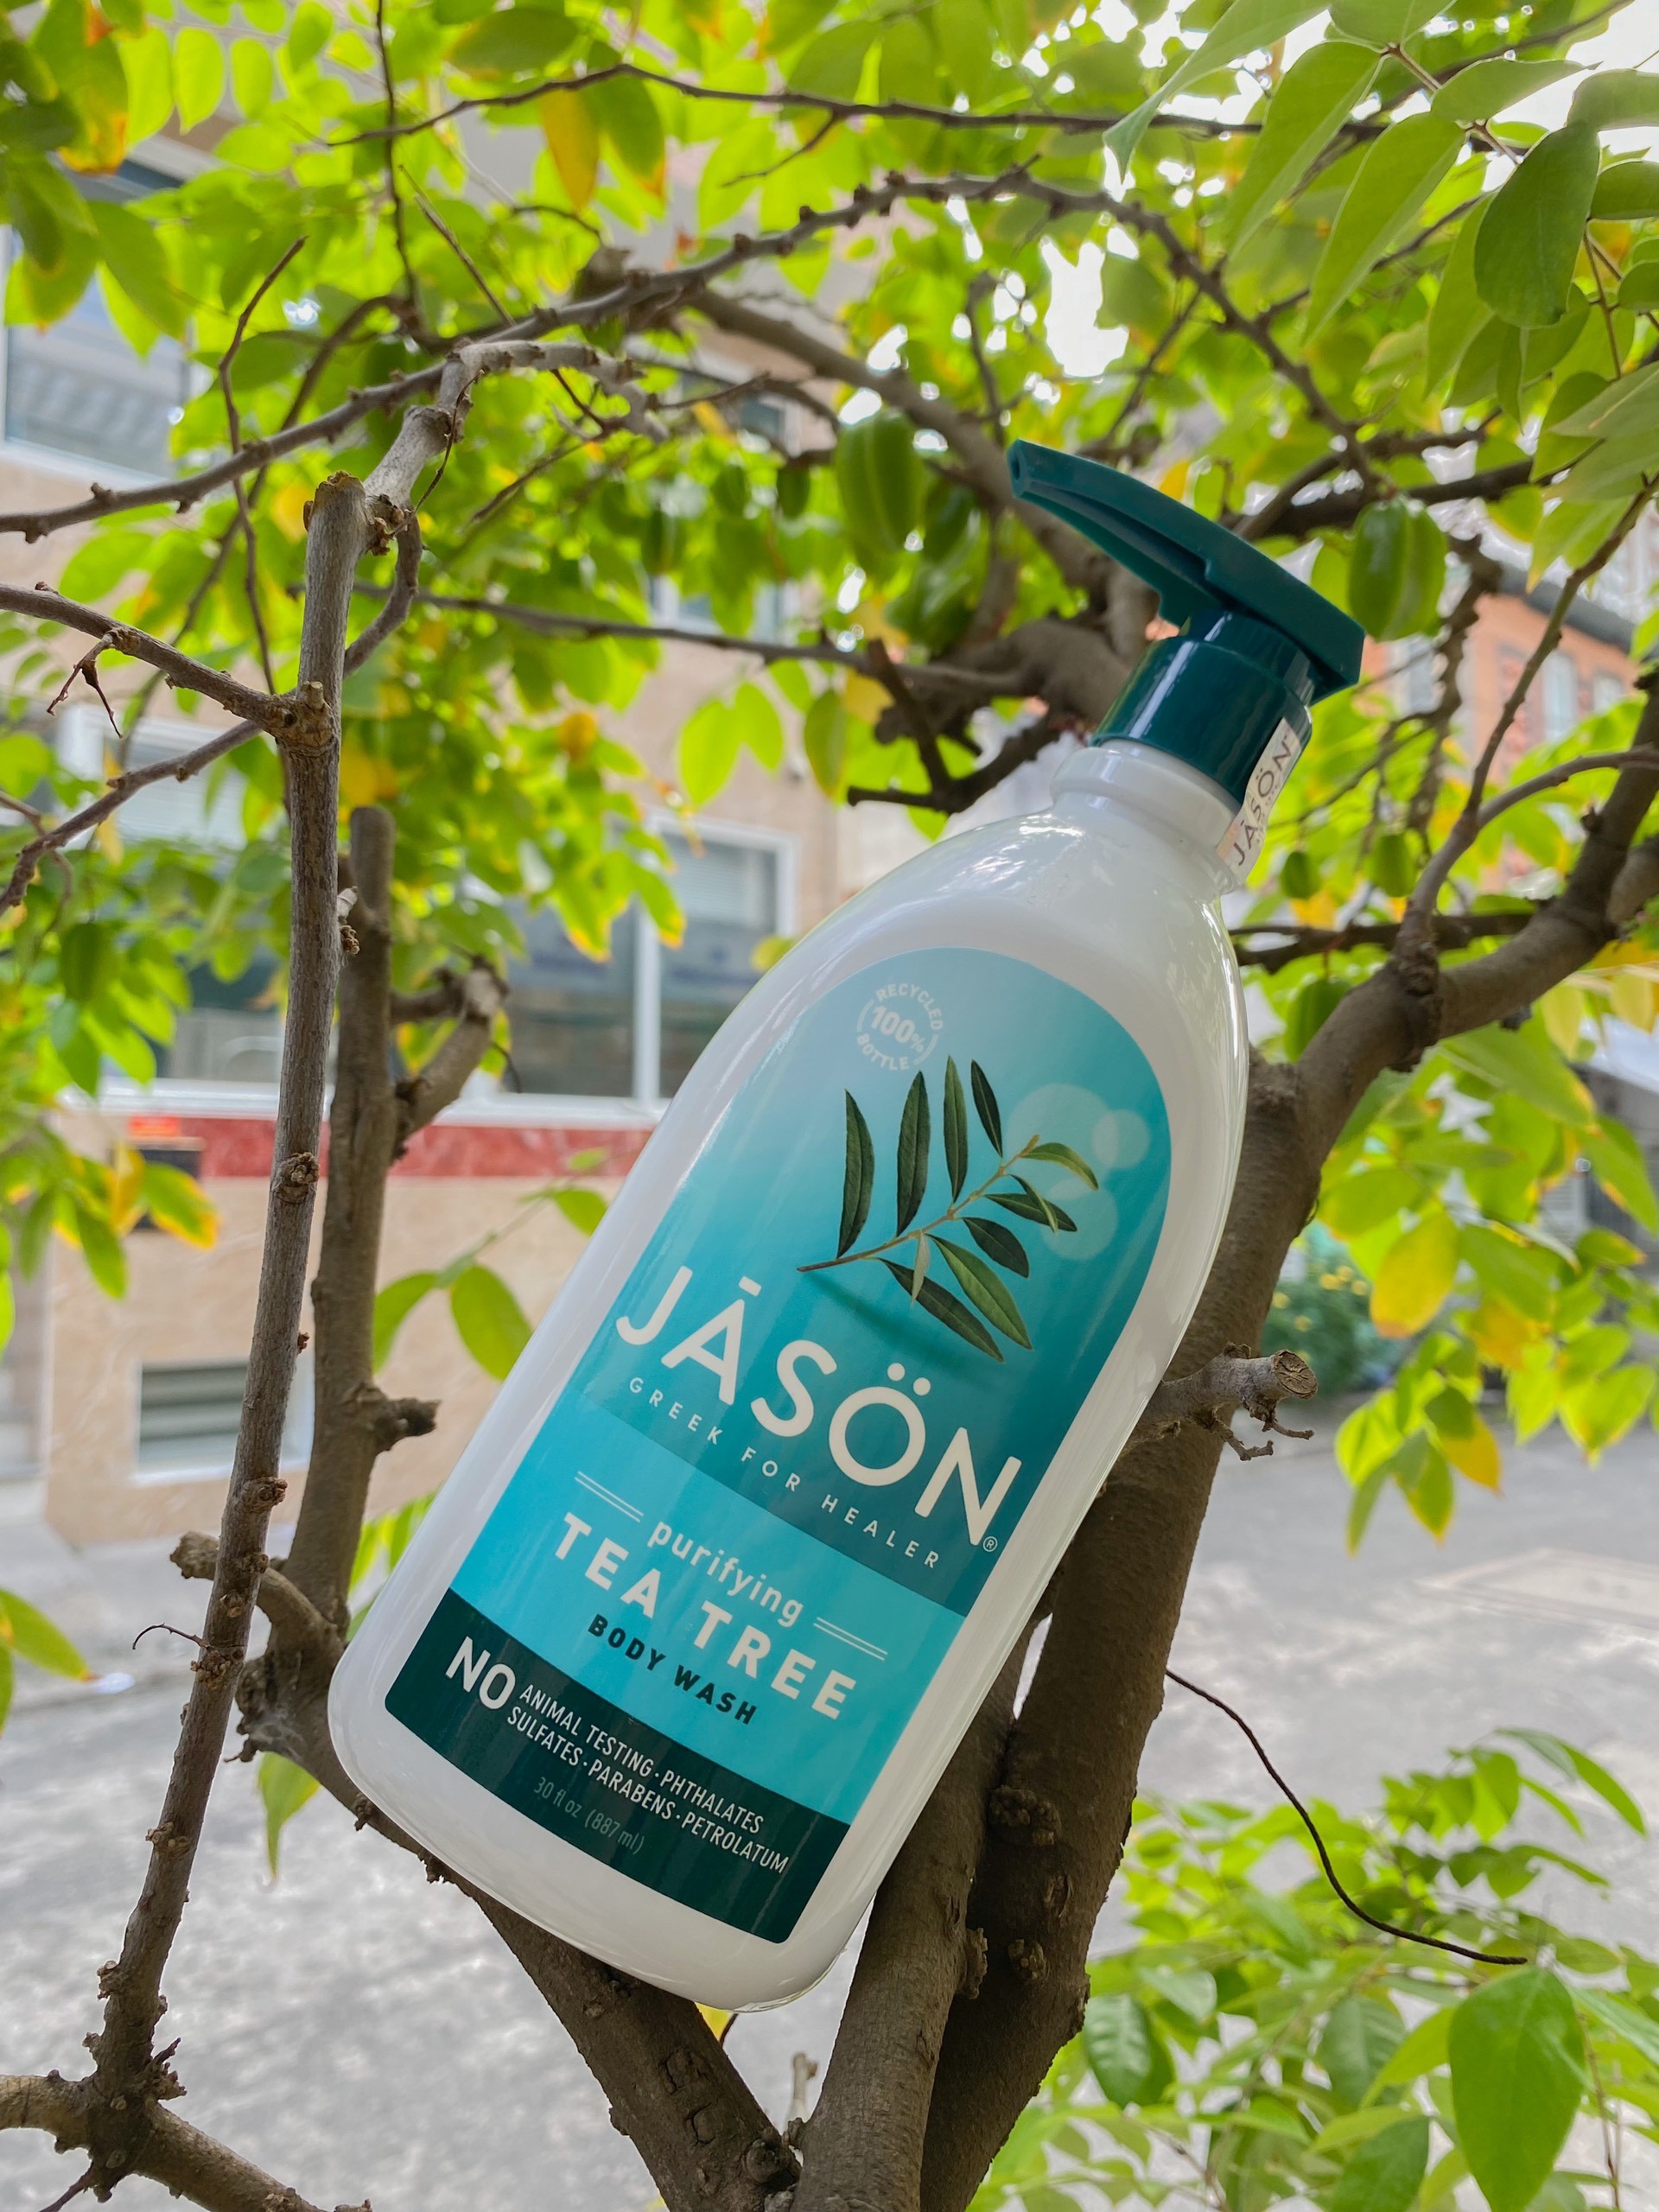 JĀSÖN
RECYCLED
100%
BOTTLE
JĀSÖN®
GREEK FOR HEALER
purifying
TEA TREE
BODY WASH
NO ANIMAL TESTING·PHTHALATES
SULFATES·PARABENS·PETROLATUM
30 fl oz (887 ml)